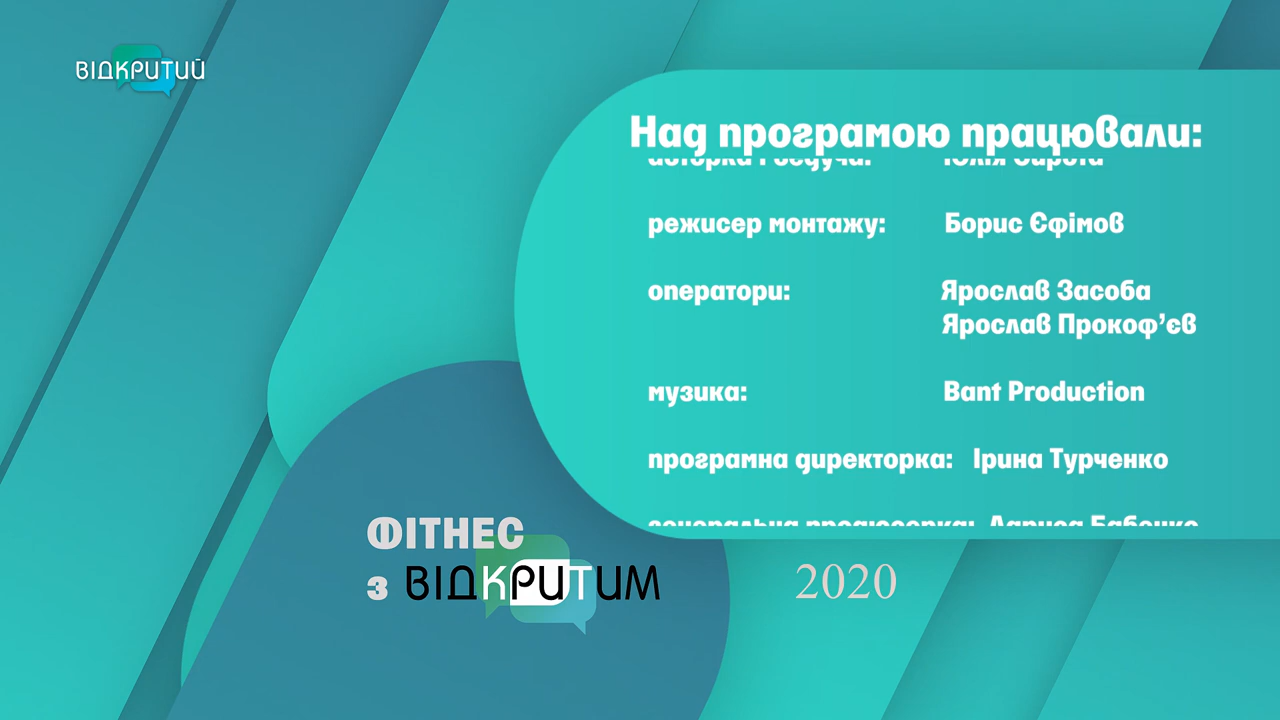 ВІДКРИТИЙ
Над програмою працювали:
режисер монтажу: Борис Єфімов
оператори: Ярослав Засоба
Ярослав Прокоф’єв
музика: Bant Production
програмна директорка: Ірина Турченко
ФІТНЕС
З ВІДКРИТИМ
2020